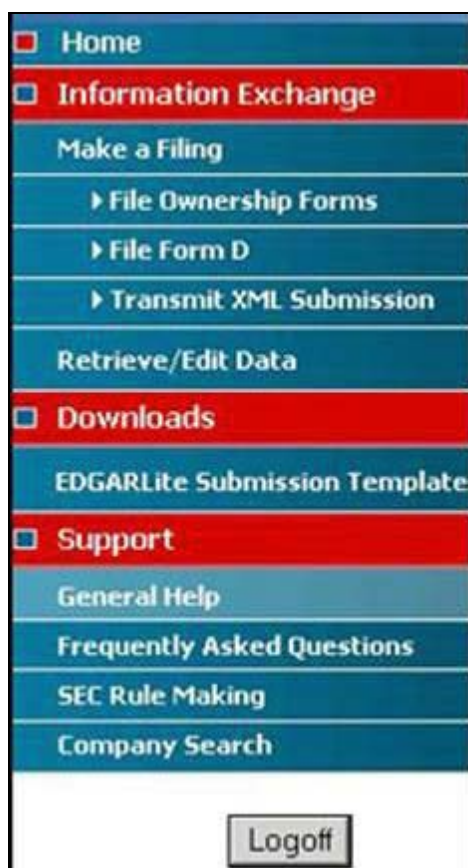 Home
Information Exchange
Make a Filing
File Ownership Forms
File Form D
Transmit XML Submission
Retrieve/Edit Data
Downloads
EDGARLite Submission Template
Support
General Help
Frequently Asked Questions
SEC Rule Making
Company Search
Logoff